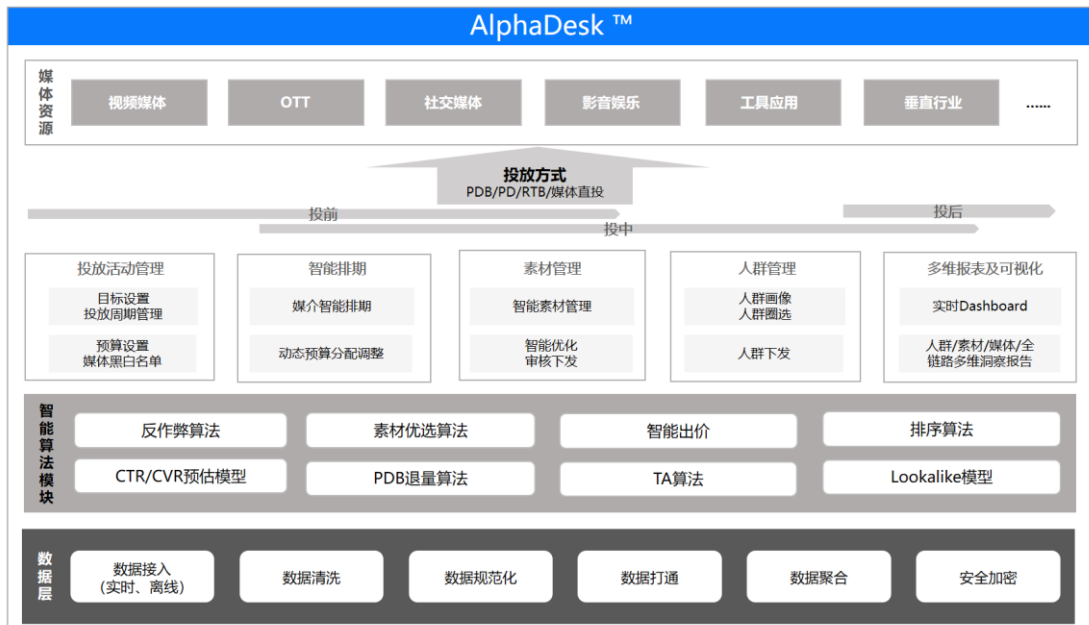 AlphaDesk ™
媒体资源
视频媒体
OTT
社交媒体
影音娱乐
工具应用
垂直行业
......
投放方式
PDB/PD/RTB/媒体直投
投前
投后
投中
投放活动管理
目标设置
投放周期管理
预算设置
媒体黑白名单
智能排期
媒介智能排期
动态预算分配调整
素材管理
智能素材管理
智能优化
审核下发
人群管理
人群画像
人群圈选
人群下发
多维报表及可视化
实时Dashboard
人群/素材/媒体/全
链路多维洞察报告
智能算法模块
反作弊算法
素材优选算法
智能出价
排序算法
CTR/CVR预估模型
PDB退量算法
TA算法
Lookalike模型
数据层
数据接入
(实时、离线)
数据清洗
数据规范化
数据打通
数据聚合
安全加密